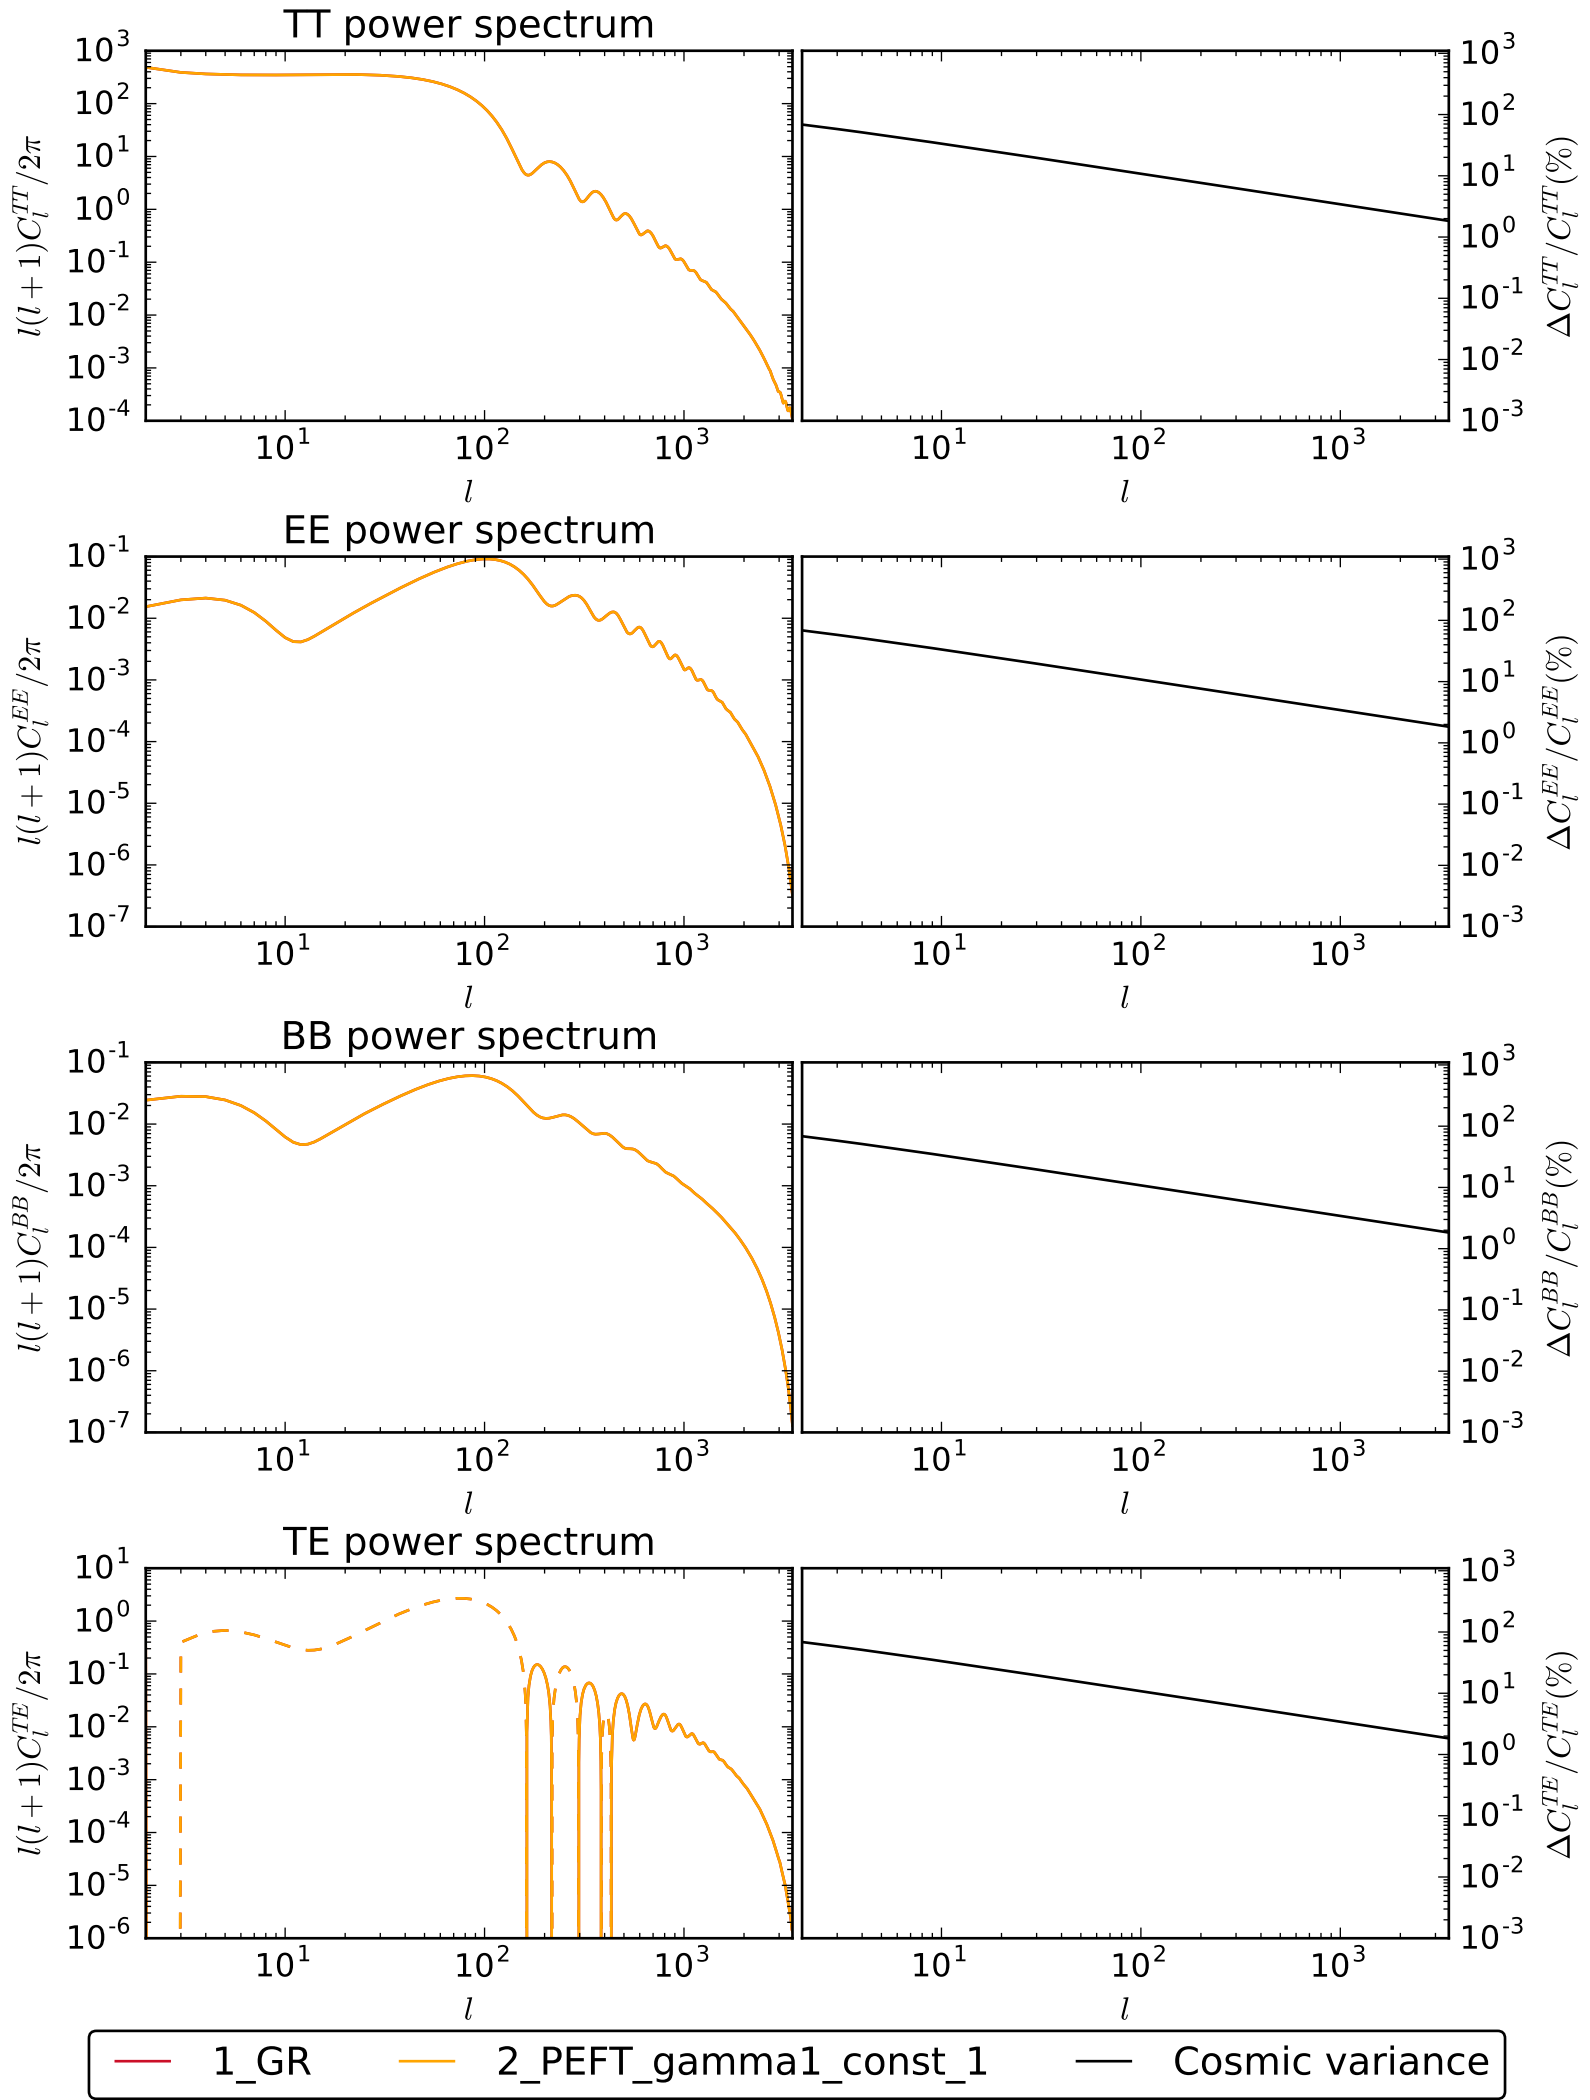 TT power spectrum
l(l+1)C_l^{TT}/2π
10^3
10^2
10^1
10^0
10^-1
10^-2
10^-3
10^-4
10^1 10^2 10^3
l
10^1 10^2 10^3
l
10^3
10^2
10^1
10^0
10^-1
10^-2
10^-3
ΔC_l^{TT}/C_l^{TT}(%)
EE power spectrum
l(l+1)C_l^{EE}/2π
10^-1
10^-2
10^-3
10^-4
10^-5
10^-6
10^-7
10^1 10^2 10^3
l
10^1 10^2 10^3
l
10^3
10^2
10^1
10^0
10^-1
10^-2
10^-3
ΔC_l^{EE}/C_l^{EE}(%)
BB power spectrum
l(l+1)C_l^{BB}/2π
10^-1
10^-2
10^-3
10^-4
10^-5
10^-6
10^-7
10^1 10^2 10^3
l
10^1 10^2 10^3
l
10^3
10^2
10^1
10^0
10^-1
10^-2
10^-3
ΔC_l^{BB}/C_l^{BB}(%)
TE power spectrum
l(l+1)C_l^{TE}/2π
10^1
10^0
10^-1
10^-2
10^-3
10^-4
10^-5
10^-6
10^1 10^2 10^3
l
10^1 10^2 10^3
l
10^3
10^2
10^1
10^0
10^-1
10^-2
10^-3
ΔC_l^{TE}/C_l^{TE}(%)
1_GR 2_PEFT_gamma1_const_1 Cosmic variance